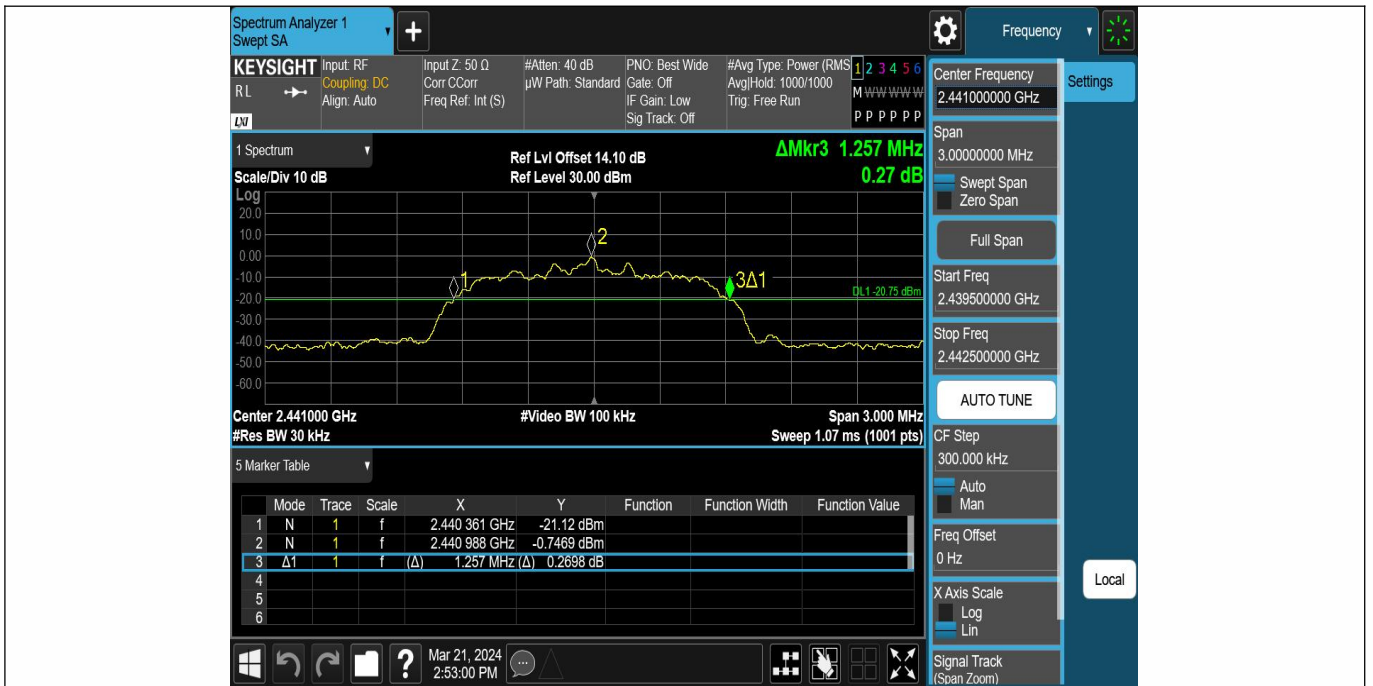 Spectrum Analyzer 1
Swept SA
+
Frequency
KEYSIGHT
RL
LXI
Input: RF
Coupling: DC
Align: Auto
Input Z: 50 Ω
Corr CCorr
Freq Ref: Int (S)
#Atten: 40 dB
µW Path: Standard
PNO: Best Wide
Gate: Off
IF Gain: Low
Sig Track: Off
#Avg Type: Power (RMS
Avg|Hold: 1000/1000
Trig: Free Run
1 2 3 4 5 6
M W W W W W
P P P P P P
Center Frequency
2.441000000 GHz
Settings
1 Spectrum
Scale/Div 10 dB
Ref Lvl Offset 14.10 dB
Ref Level 30.00 dBm
ΔMkr3 1.257 MHz
0.27 dB
Span
3.00000000 MHz
Swept Span
Zero Span
Full Span
Start Freq
2.439500000 GHz
Stop Freq
2.442500000 GHz
AUTO TUNE
CF Step
300.000 kHz
Auto
Man
Freq Offset
0 Hz
X Axis Scale
Log
Lin
Signal Track
(Span Zoom)
Local
Log
20.0
10.0
0.00
-10.0
-20.0
-30.0
-40.0
-50.0
-60.0
1
2
3Δ1
DL1 -20.75 dBm
Center 2.441000 GHz
#Video BW 100 kHz
Span 3.000 MHz
#Res BW 30 kHz
Sweep 1.07 ms (1001 pts)
5 Marker Table
Mode Trace Scale X Y Function Function Width Function Value
1 N 1 f 2.440 361 GHz -21.12 dBm
2 N 1 f 2.440 988 GHz -0.7469 dBm
3 Δ1 1 f (Δ) 1.257 MHz (Δ) 0.2698 dB
4
5
6
?
Mar 21, 2024
2:53:00 PM